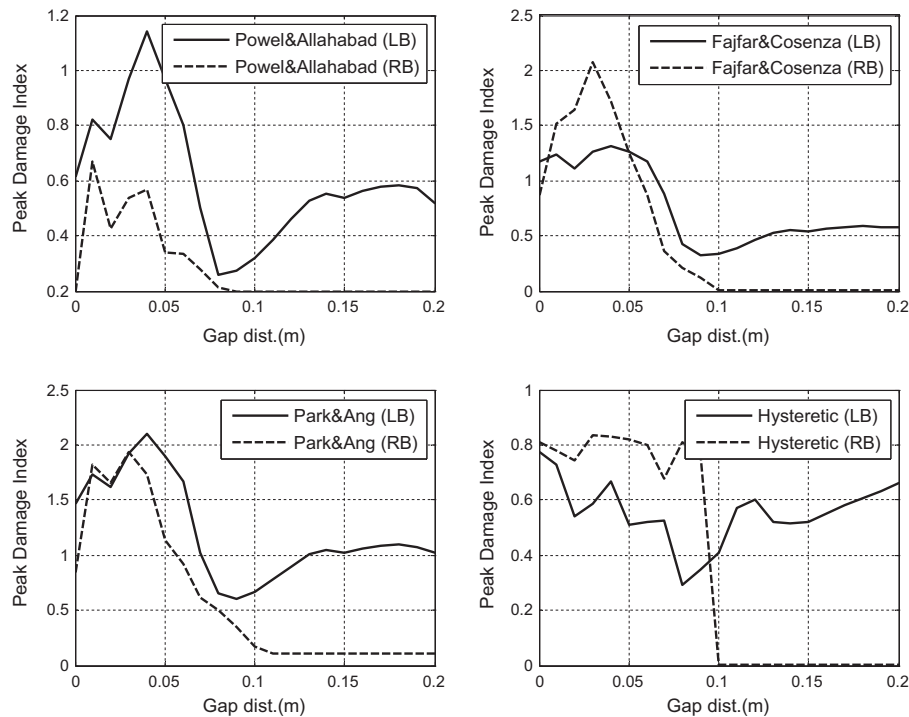 1.2
1
0.8
0.6
0.4
0.2
Peak Damage Index
Powel&Allahabad (LB)
Powel&Allahabad (RB)
0 0.05 0.1 0.15 0.2
Gap dist.(m)
2.5
2
1.5
1
0.5
0
Peak Damage Index
Fajfar&Cosenza (LB)
Fajfar&Cosenza (RB)
0 0.05 0.1 0.15 0.2
Gap dist.(m)
2.5
2
1.5
1
0.5
0
Peak Damage Index
Park&Ang (LB)
Park&Ang (RB)
0 0.05 0.1 0.15 0.2
Gap dist.(m)
1
0.8
0.6
0.4
0.2
0
Peak Damage Index
Hysteretic (LB)
Hysteretic (RB)
0 0.05 0.1 0.15 0.2
Gap dist.(m)